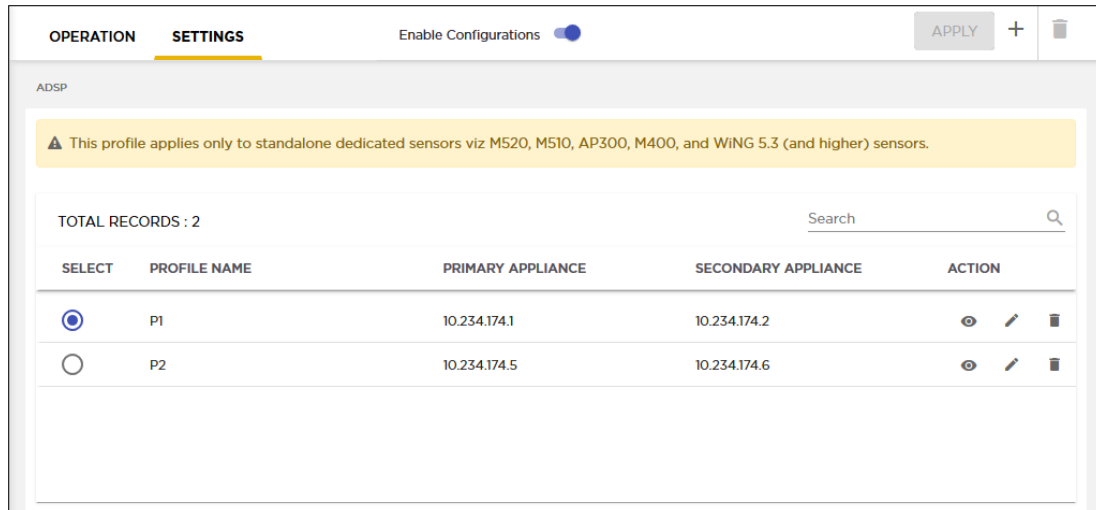 OPERATION SETTINGS Enable Configurations APPLY +
ADSP
This profile applies only to standalone dedicated sensors viz M520, M510, AP300, M400, and WiNG 5.3 (and higher) sensors.
TOTAL RECORDS : 2 Search
SELECT PROFILE NAME PRIMARY APPLIANCE SECONDARY APPLIANCE ACTION
P1 10.234.174.1 10.234.174.2
P2 10.234.174.5 10.234.174.6